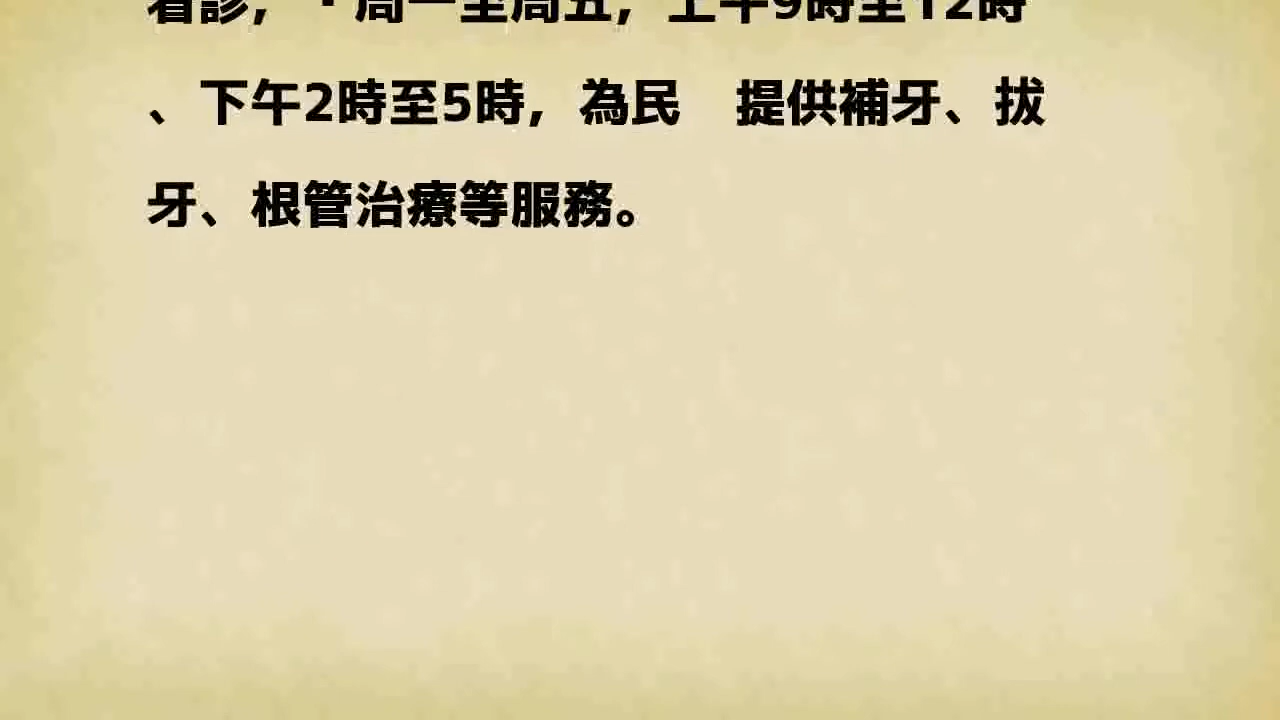 看診，·周一至周五，上午9時至12時
、下午2時至5時，為民　提供補牙、拔
牙、根管治療等服務。